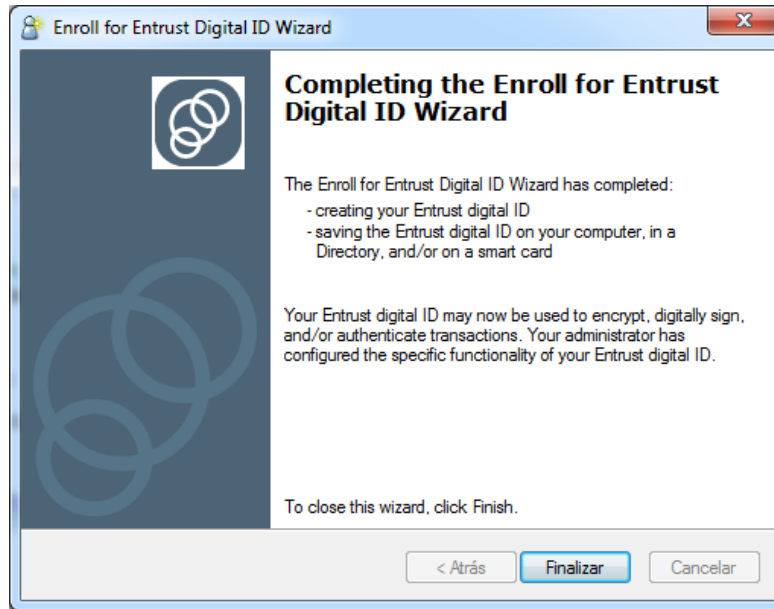 Enroll for Entrust Digital ID Wizard
x
Completing the Enroll for Entrust
Digital ID Wizard
The Enroll for Entrust Digital ID Wizard has completed:
- creating your Entrust digital ID
- saving the Entrust digital ID on your computer, in a
Directory, and/or on a smart card
Your Entrust digital ID may now be used to encrypt, digitally sign,
and/or authenticate transactions. Your administrator has
configured the specific functionality of your Entrust digital ID.
To close this wizard, click Finish.
< Atrás Finalizar Cancelar